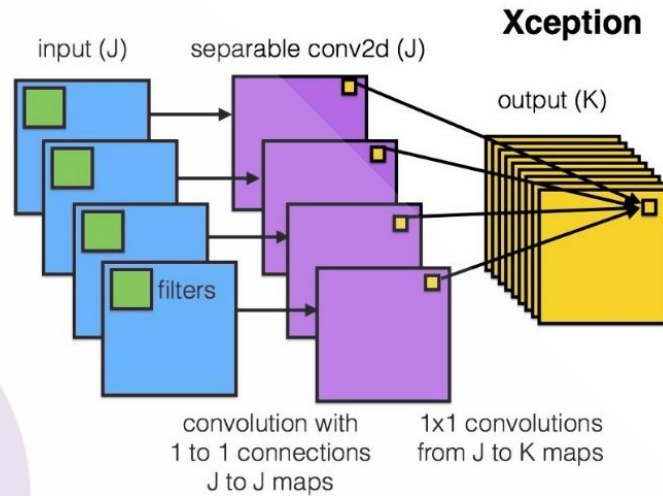 Xception
input (J)
separable conv2d (J)
output (K)
filters
convolution with
1 to 1 connections
J to J maps
1x1 convolutions
from J to K maps